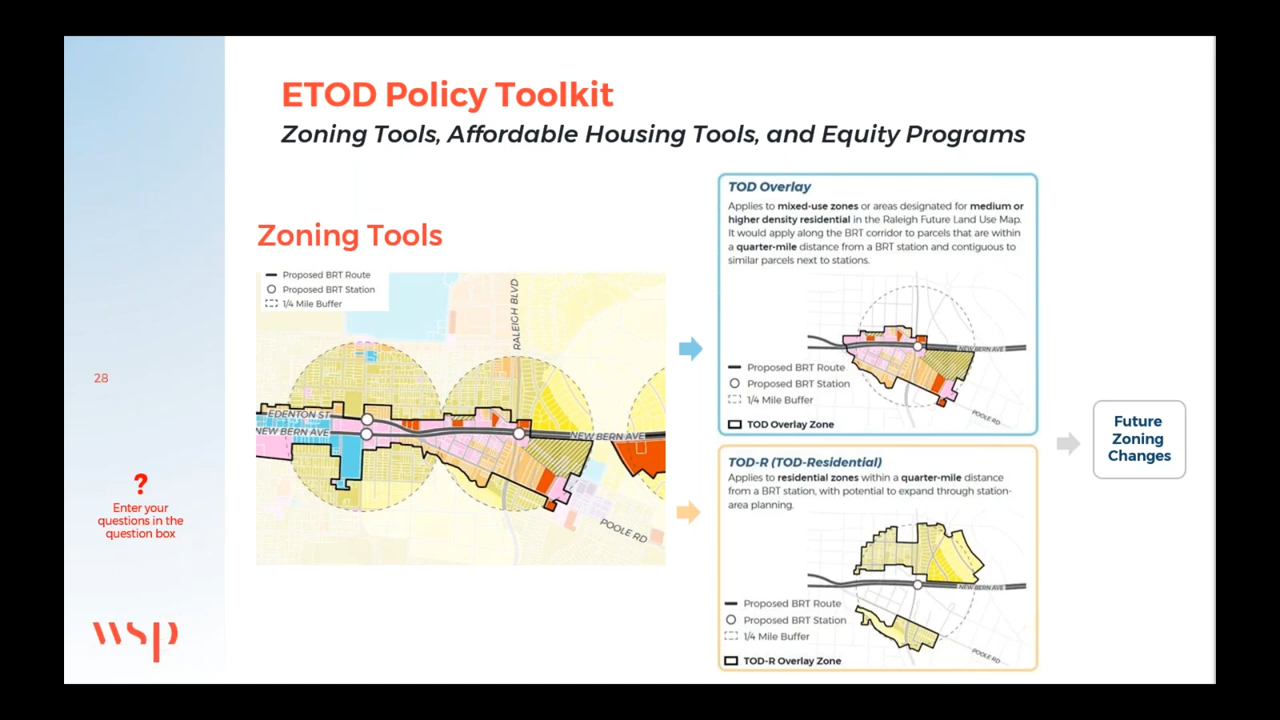 ETOD Policy Toolkit
Zoning Tools, Affordable Housing Tools, and Equity Programs
Zoning Tools
Proposed BRT Route
Proposed BRT Station
1/4 Mile Buffer
RALEIGH BLVD
EDENTON ST
NEW BERN AVE
NEW BERN AVE
POOLE RD
TOD Overlay
Applies to mixed-use zones or areas designated for medium or
higher density residential in the Raleigh Future Land Use Map.
It would apply along the BRT corridor to parcels that are within
a quarter-mile distance from a BRT station and contiguous to
similar parcels next to stations.
NEW BERN AVE
POOLE RD
Proposed BRT Route
Proposed BRT Station
1/4 Mile Buffer
TOD Overlay Zone
TOD-R (TOD-Residential)
Applies to residential zones within a quarter-mile distance
from a BRT station, with potential to expand through station-
area planning.
NEW BERN AVE
POOLE RD
Proposed BRT Route
Proposed BRT Station
1/4 Mile Buffer
TOD-R Overlay Zone
Future
Zoning
Changes
28
?
Enter your
questions in the
question box
wsp